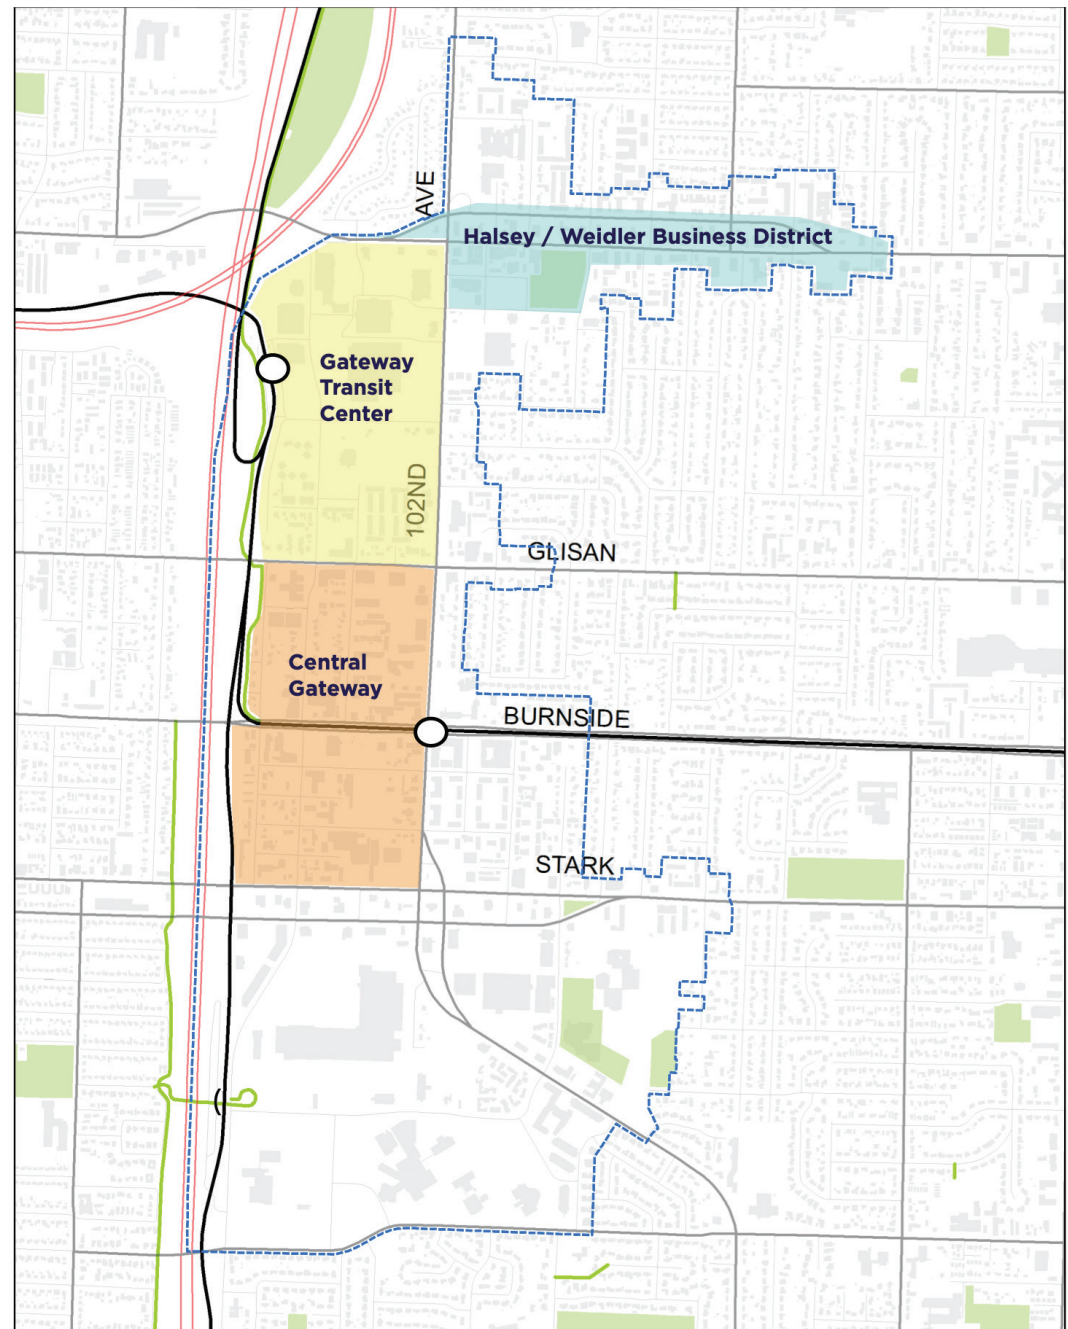 AVE
Halsey / Weidler Business District
Gateway
Transit
Center
102ND
GLISAN
Central
Gateway
BURNSIDE
STARK